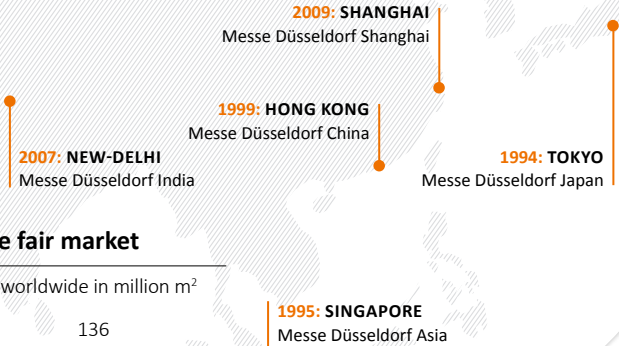 2009: SHANGHAI
Messe Düsseldorf Shanghai
1999: HONG KONG
Messe Düsseldorf China
2007: NEW-DELHI
Messe Düsseldorf India
1994: TOKYO
Messe Düsseldorf Japan
fair market
worldwide in million m²
136
1995: SINGAPORE
Messe Düsseldorf Asia